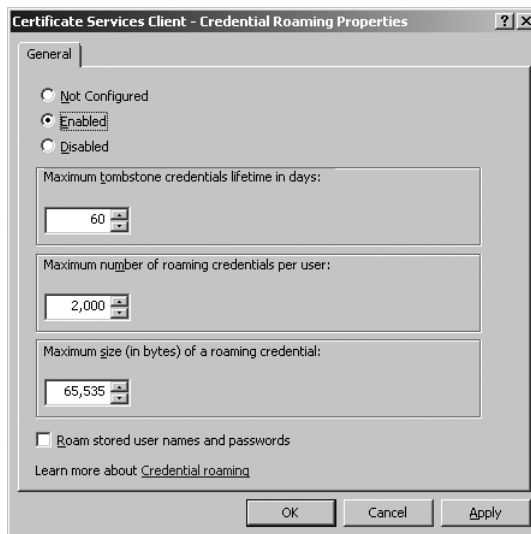 Certificate Services Client - Credential Roaming Properties
General
Not Configured
Enabled
Disabled
Maximum tombstone credentials lifetime in days:
60
Maximum number of roaming credentials per user:
2,000
Maximum size (in bytes) of a roaming credential:
65,535
Roam stored user names and passwords
Learn more about Credential roaming
OK Cancel Apply